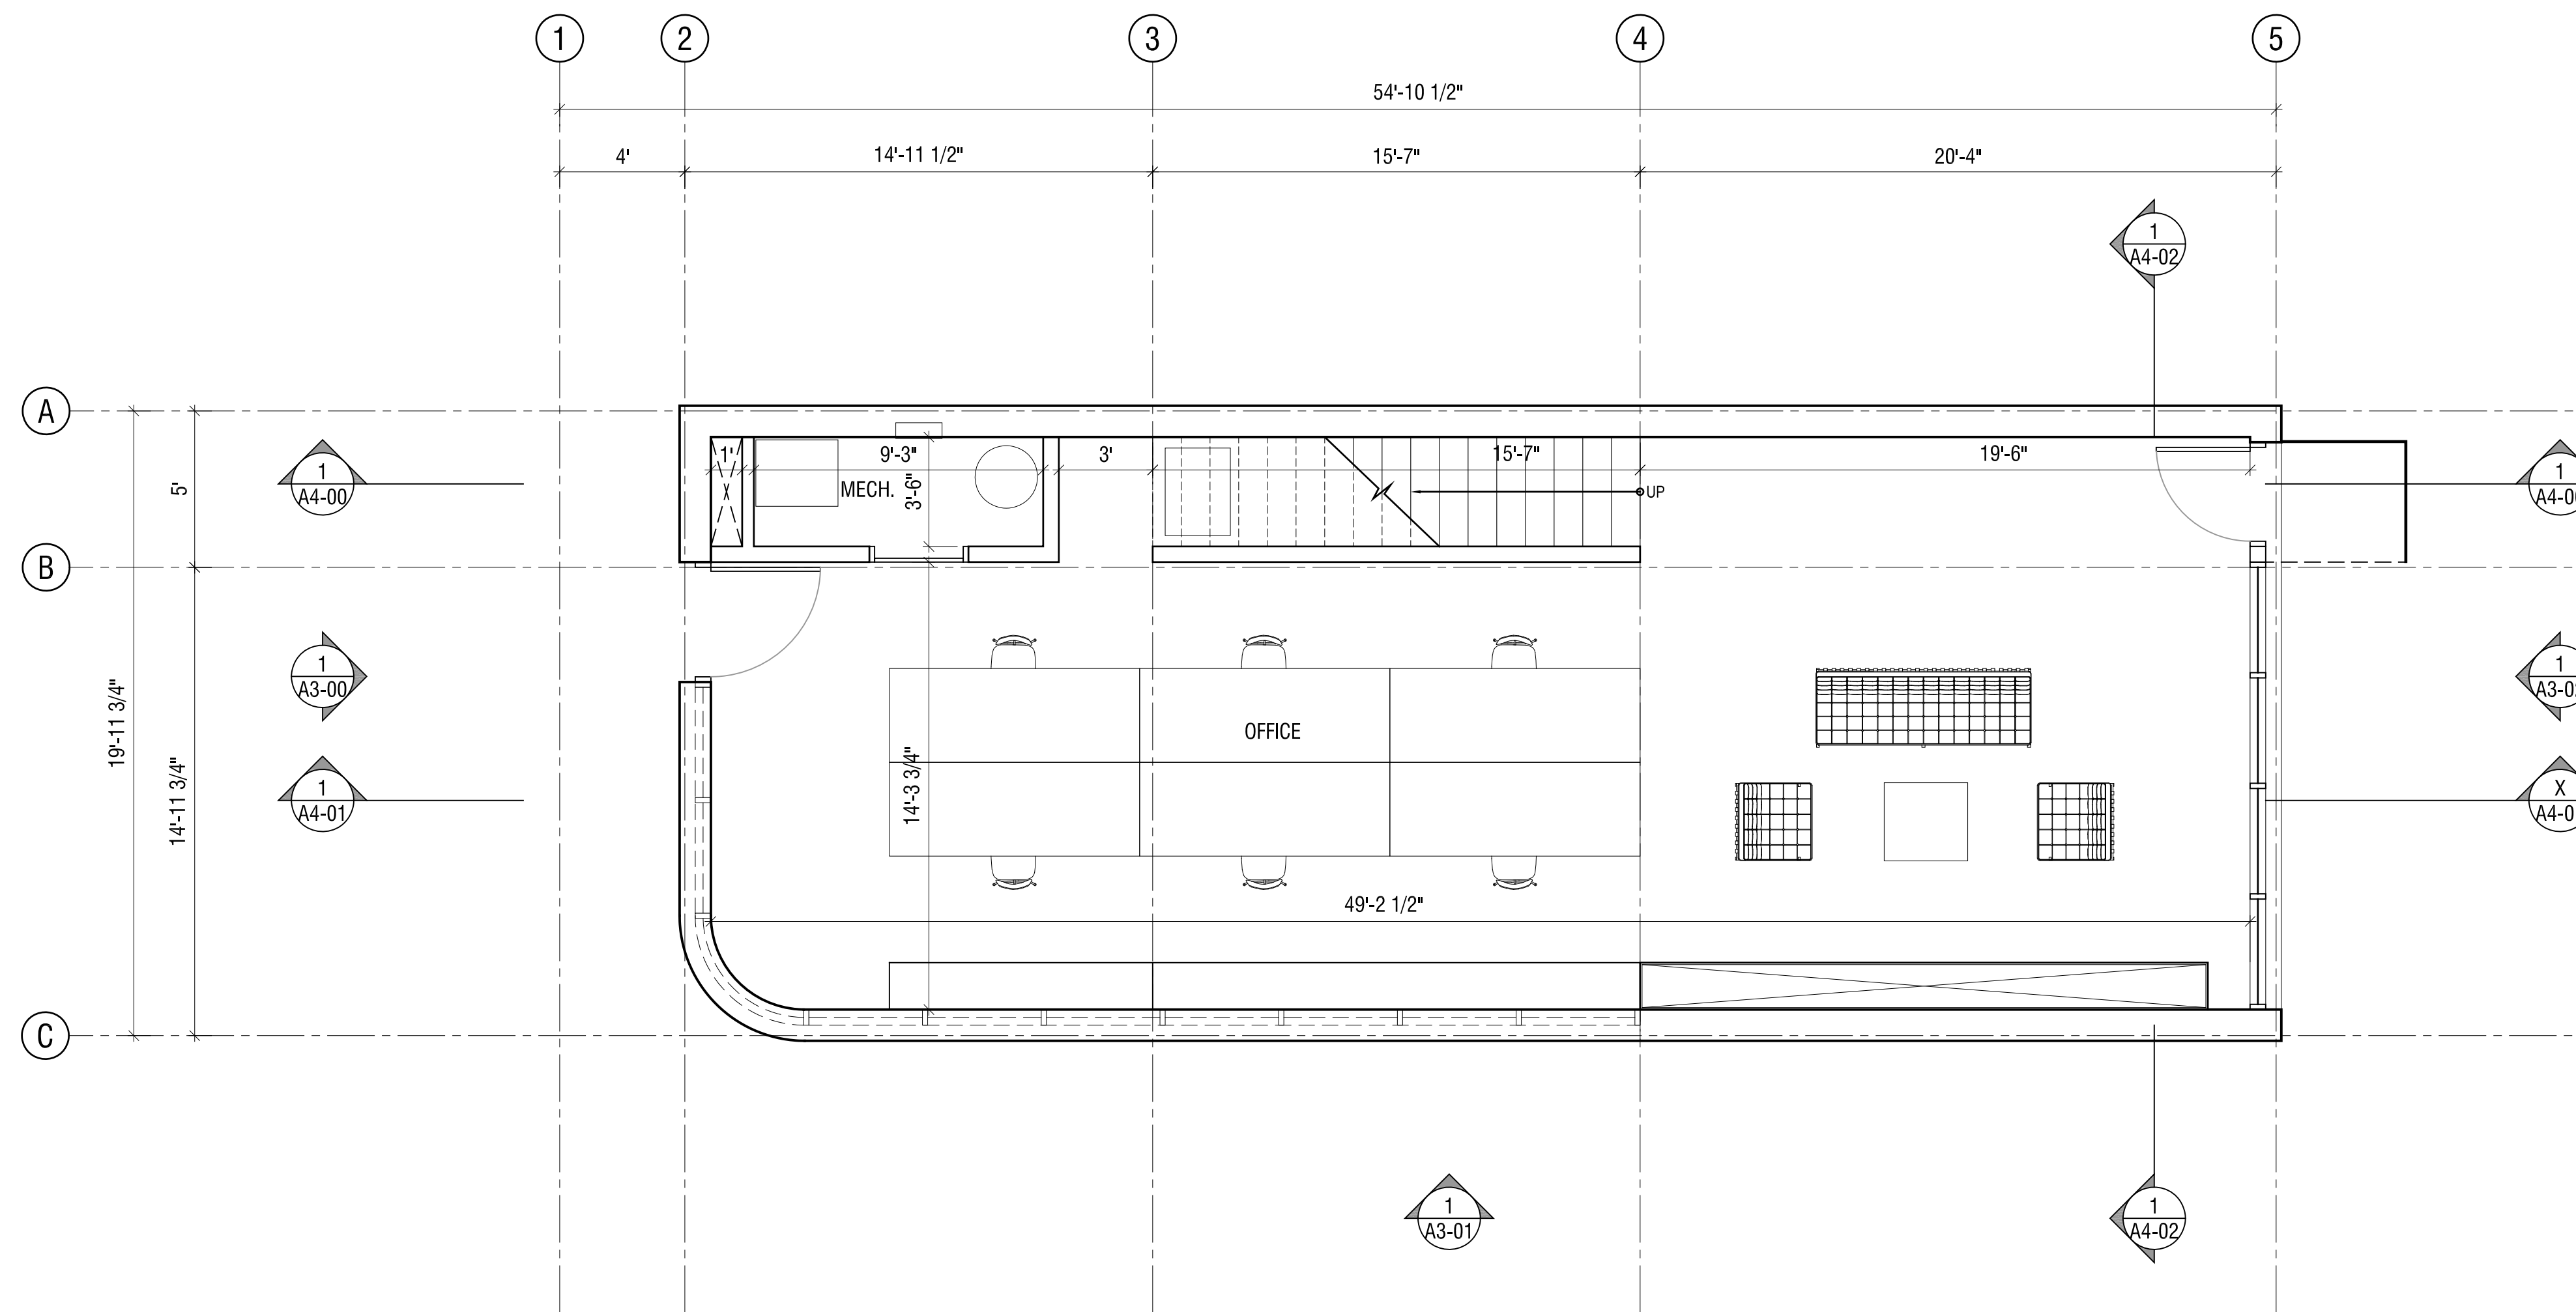 1 2 3 4 5
54'-10 1/2"
4' 14'-11 1/2" 15'-7" 20'-4"
1
A4-02
A
1' 9'-3" 3' 15'-7" 19'-6"
5'
1
A4-00
MECH.
3'-6"
UP
1
B
1
A3-00
1
19'-11 3/4"
OFFICE
14'-11 3/4"
14'-3 3/4"
1
A4-01
X
49'-2 1/2"
C
1
A3-01
1
A4-02